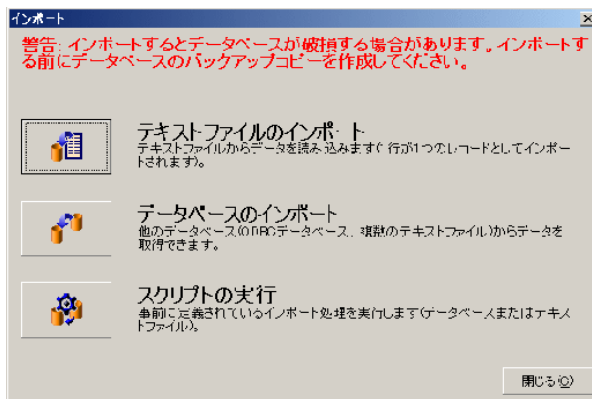 インポート
警告: インポートするとデータベースが破損する場合があります。インポートす
る前にデータベースのバックアップコピーを作成してください。
テキストファイルのインポート
テキストファイルからデータを読み込みます(1行が1つのレコードとしてインポー
トされます)。
データベースのインポート
他のデータベース(ODBCデータベース、複数のテキストファイル)からデータを
取得できます。
スクリプトの実行
事前に定義されているインポート処理を実行します(データベースまたはテキス
トファイル)。
閉じる(C)